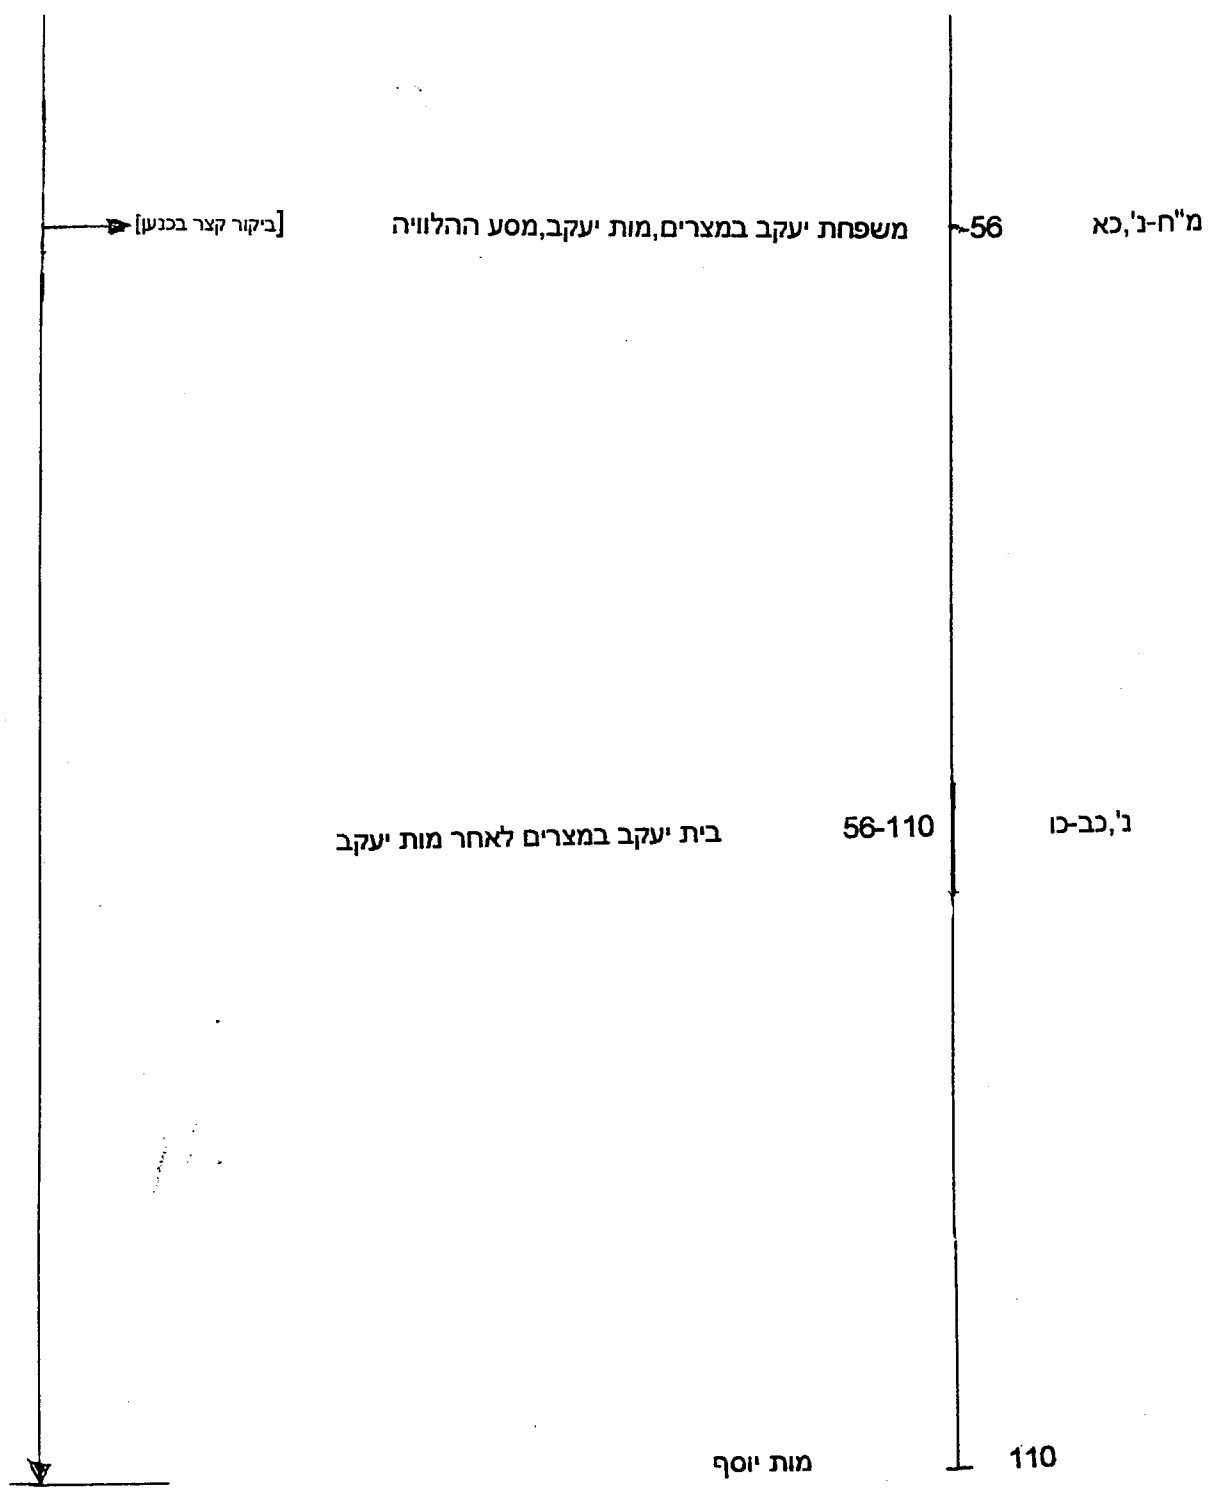 מ"ח-נ',כא 56 משפחת יעקב במצרים,מות יעקב,מסע ההלוויה [ביקור קצר בכנען]
נ',כב-כו 56-110 בית יעקב במצרים לאחר מות יעקב
110 מות יוסף